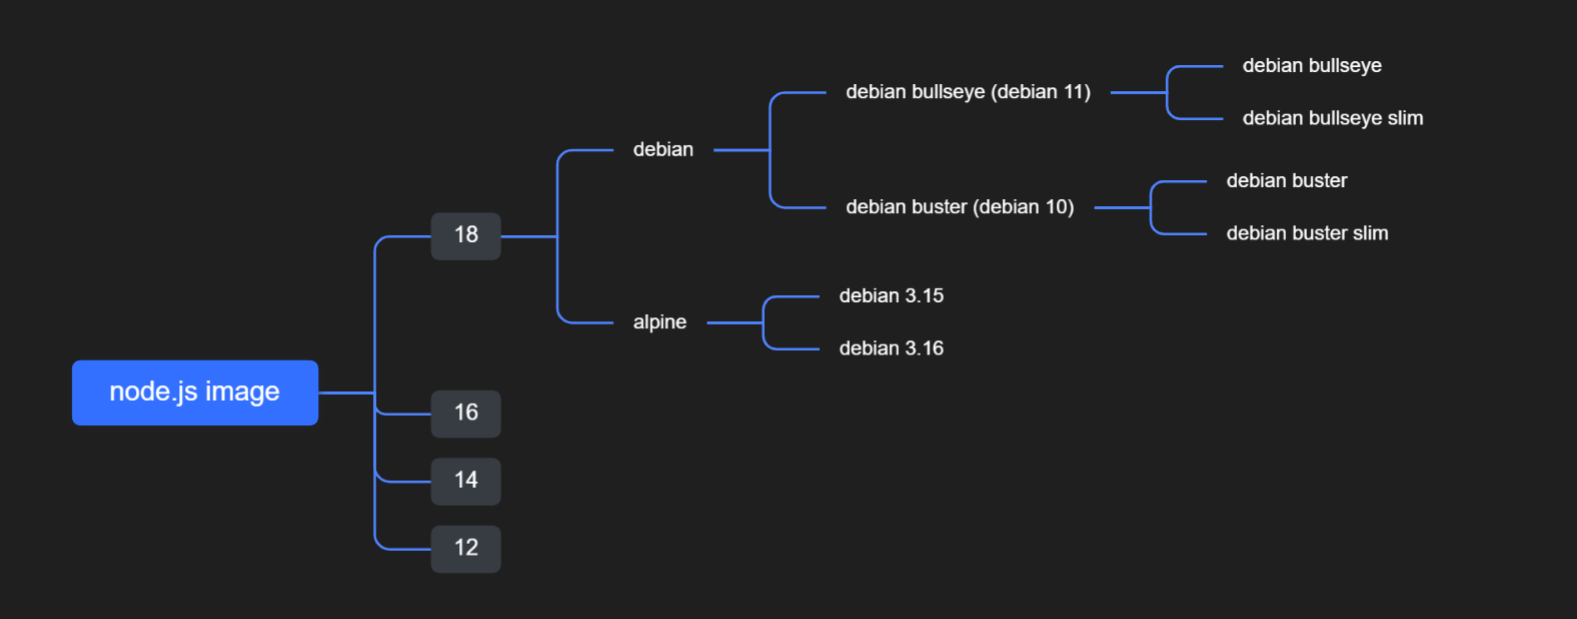 node.js image
18
debian
debian bullseye (debian 11)
debian bullseye
debian bullseye slim
debian buster (debian 10)
debian buster
debian buster slim
alpine
debian 3.15
debian 3.16
16
14
12